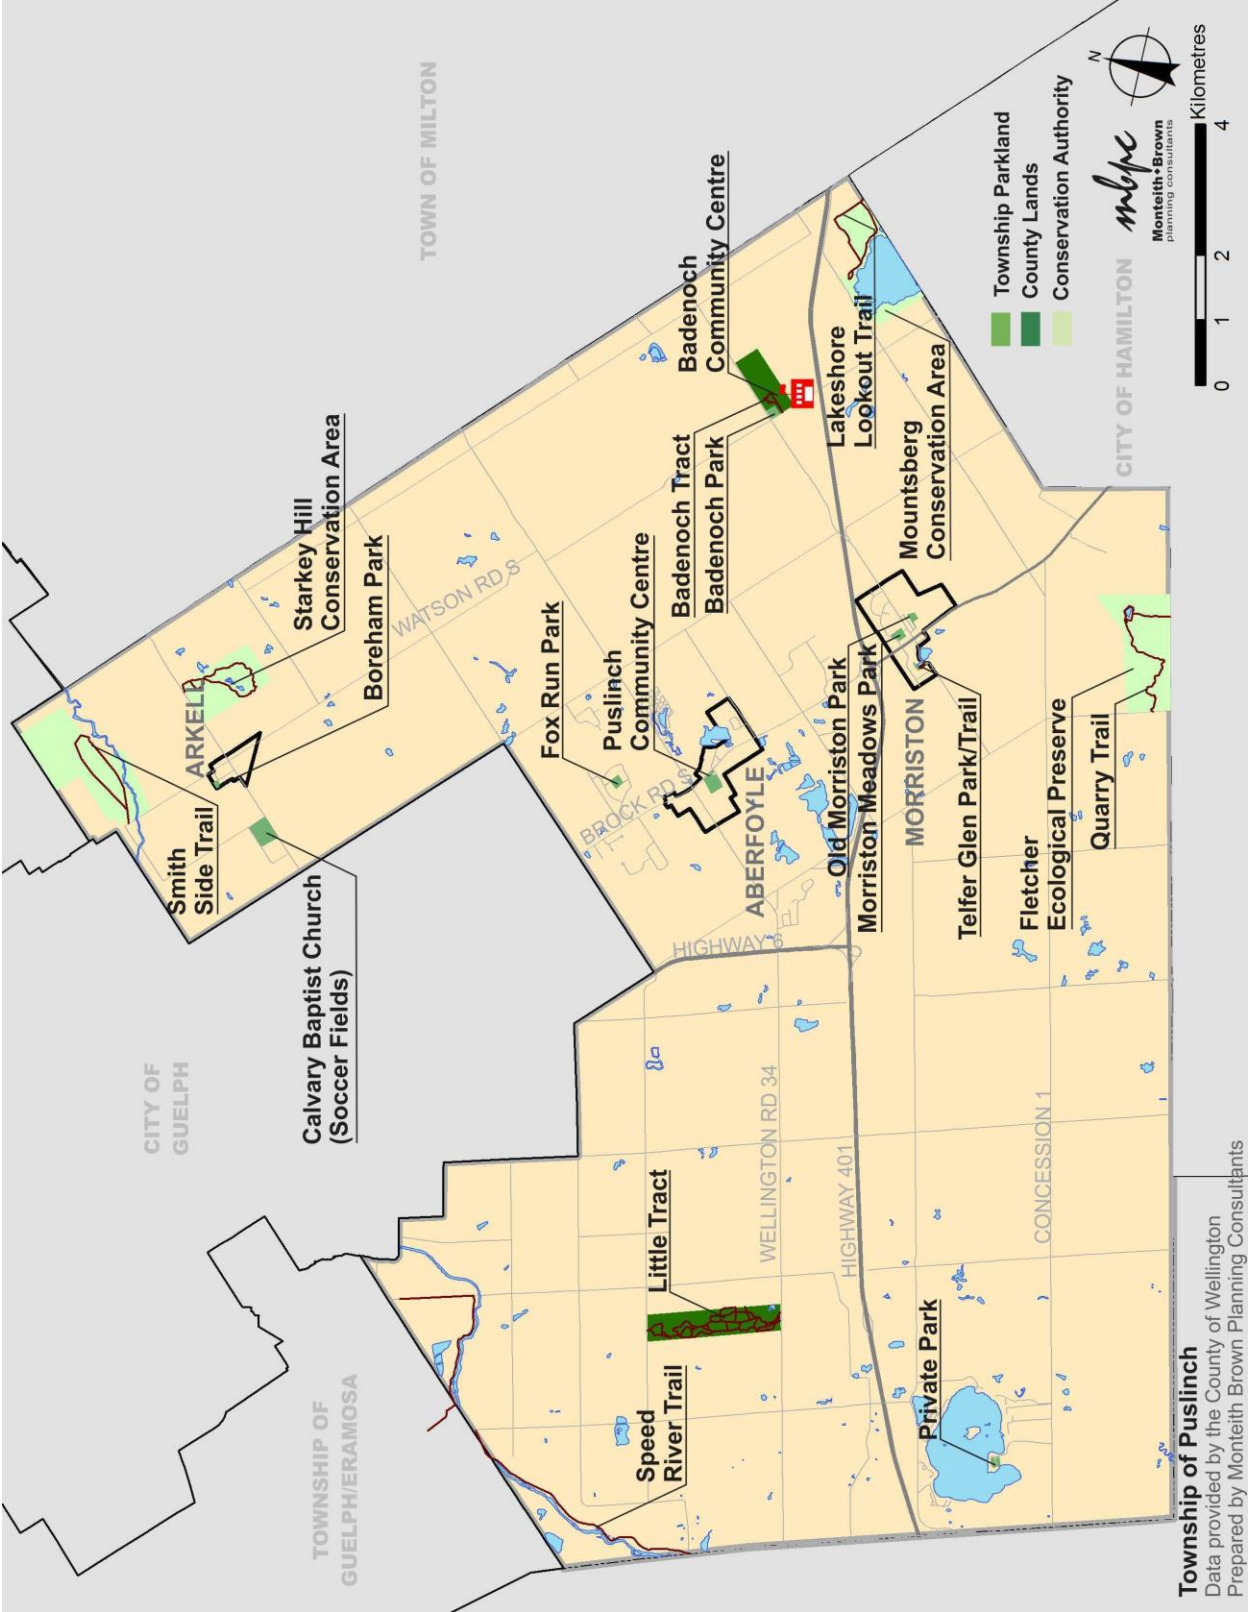 TOWNSHIP OF
GUELPH/ERAMOSA
CITY OF
GUELPH
TOWN OF MILTON
CITY OF HAMILTON
Smith
Side Trail
ARKELL
Starkey Hill
Conservation Area
Boreham Park
Calvary Baptist Church
(Soccer Fields)
WATSON RD S
Fox Run Park
Puslinch
Community Centre
BROCK RD S
ABERFOYLE
HIGHWAY 6
Badenoch
Community Centre
Badenoch Tract
Badenoch Park
Speed
River Trail
Little Tract
WELLINGTON RD 34
HIGHWAY 401
Old Morriston Park
Morriston Meadows Park
MORRISTON
Telfer Glen Park/Trail
Lakeshore
Lookout Trail
Mountsberg
Conservation Area
Private Park
CONCESSION 1
Fletcher
Ecological Preserve
Quarry Trail
Township Parkland
County Lands
Conservation Authority
N
mbpc
Monteith+Brown
planning consultants
0 1 2 4
Kilometres
Township of Puslinch
Data provided by the County of Wellington
Prepared by Monteith Brown Planning Consultants